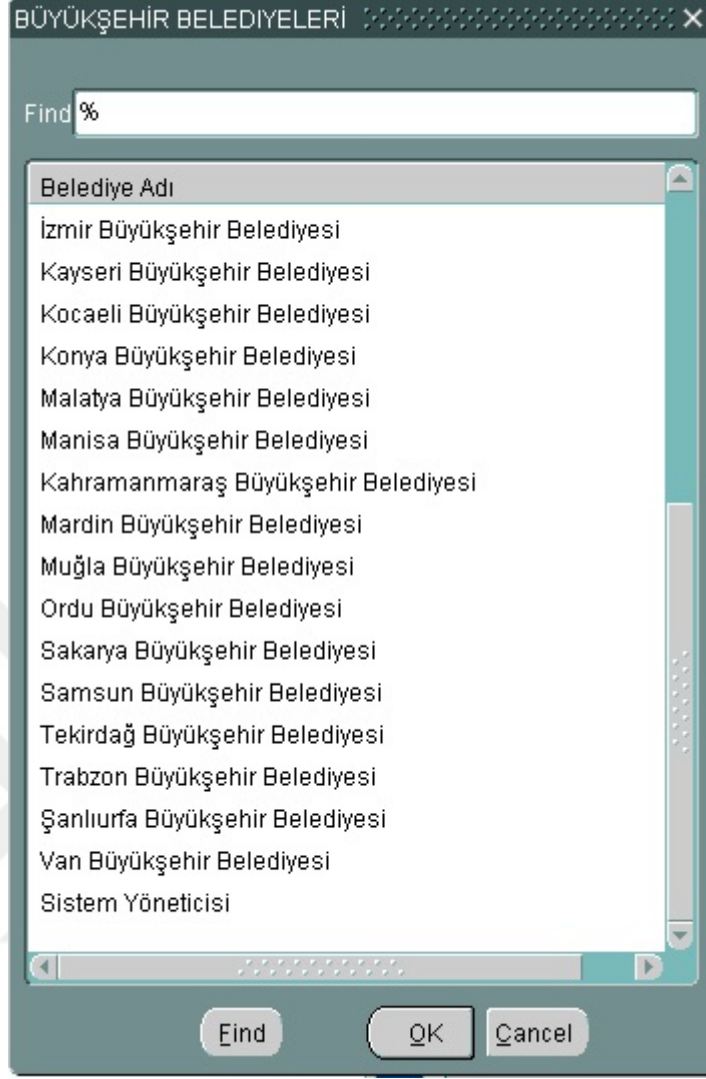 BÜYÜKŞEHİR BELEDIYELERİ
Find %
Belediye Adı
İzmir Büyükşehir Belediyesi
Kayseri Büyükşehir Belediyesi
Kocaeli Büyükşehir Belediyesi
Konya Büyükşehir Belediyesi
Malatya Büyükşehir Belediyesi
Manisa Büyükşehir Belediyesi
Kahramanmaraş Büyükşehir Belediyesi
Mardin Büyükşehir Belediyesi
Muğla Büyükşehir Belediyesi
Ordu Büyükşehir Belediyesi
Sakarya Büyükşehir Belediyesi
Samsun Büyükşehir Belediyesi
Tekirdağ Büyükşehir Belediyesi
Trabzon Büyükşehir Belediyesi
Şanlıurfa Büyükşehir Belediyesi
Van Büyükşehir Belediyesi
Sistem Yöneticisi
Find OK Cancel